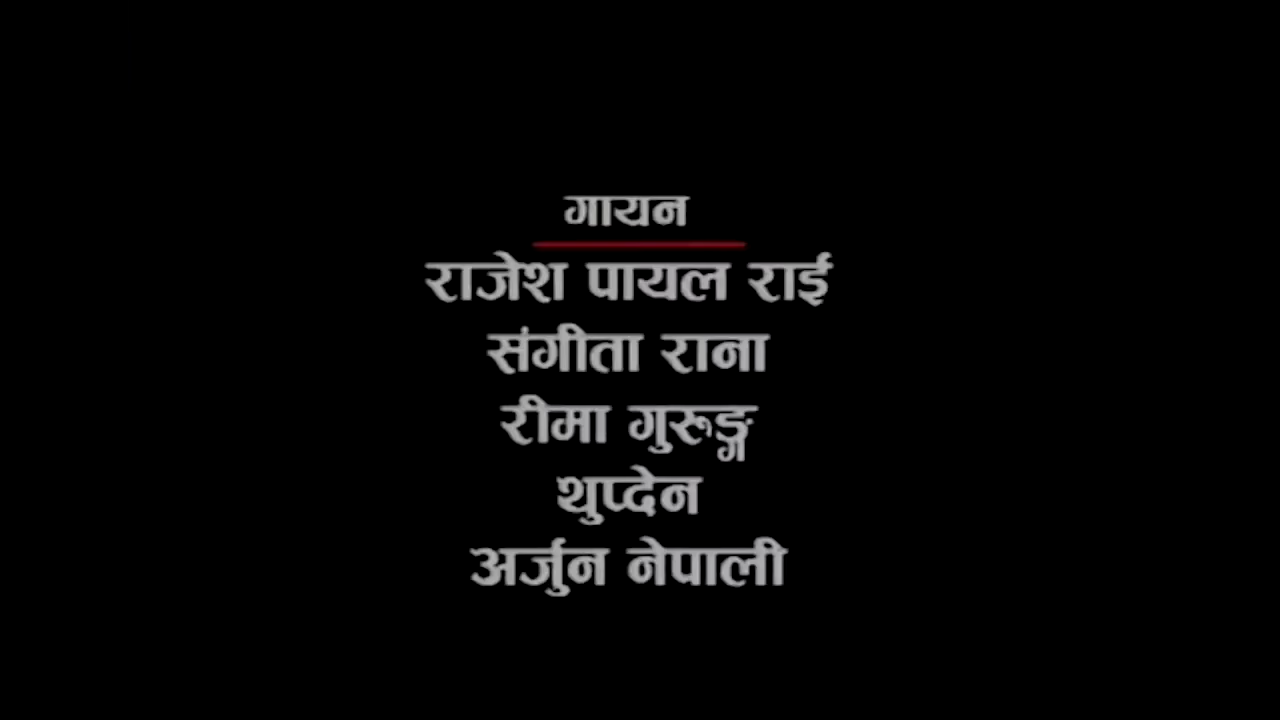 गायन
राजेश पायल राई
संगीता राना
रीमा गुरुङ्ग
थुप्देन
अर्जुन नेपाली